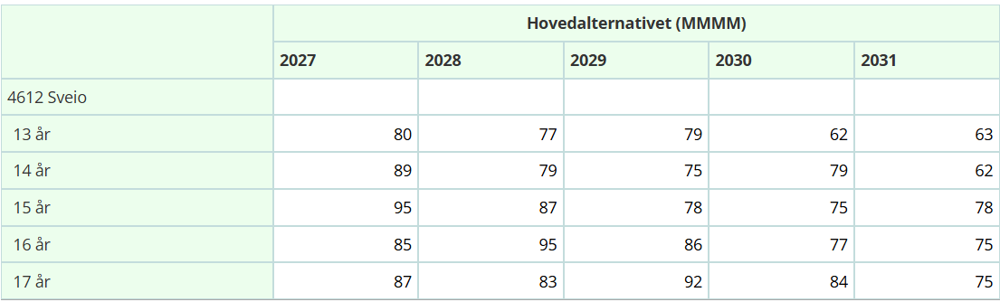 Hovedalternativet (MMMM)
2027 2028 2029 2030 2031
4612 Sveio
13 år 80 77 79 62 63
14 år 89 79 75 79 62
15 år 95 87 78 75 78
16 år 85 95 86 77 75
17 år 87 83 92 84 75